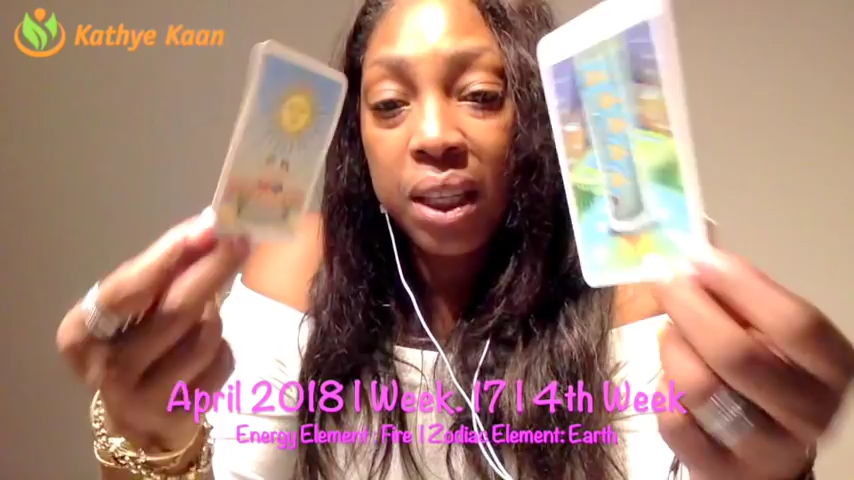 Kathye Kaan
April 2018 | Week. 17 | 4th Week
Energy Element : Fire | Zodiac Element: Earth